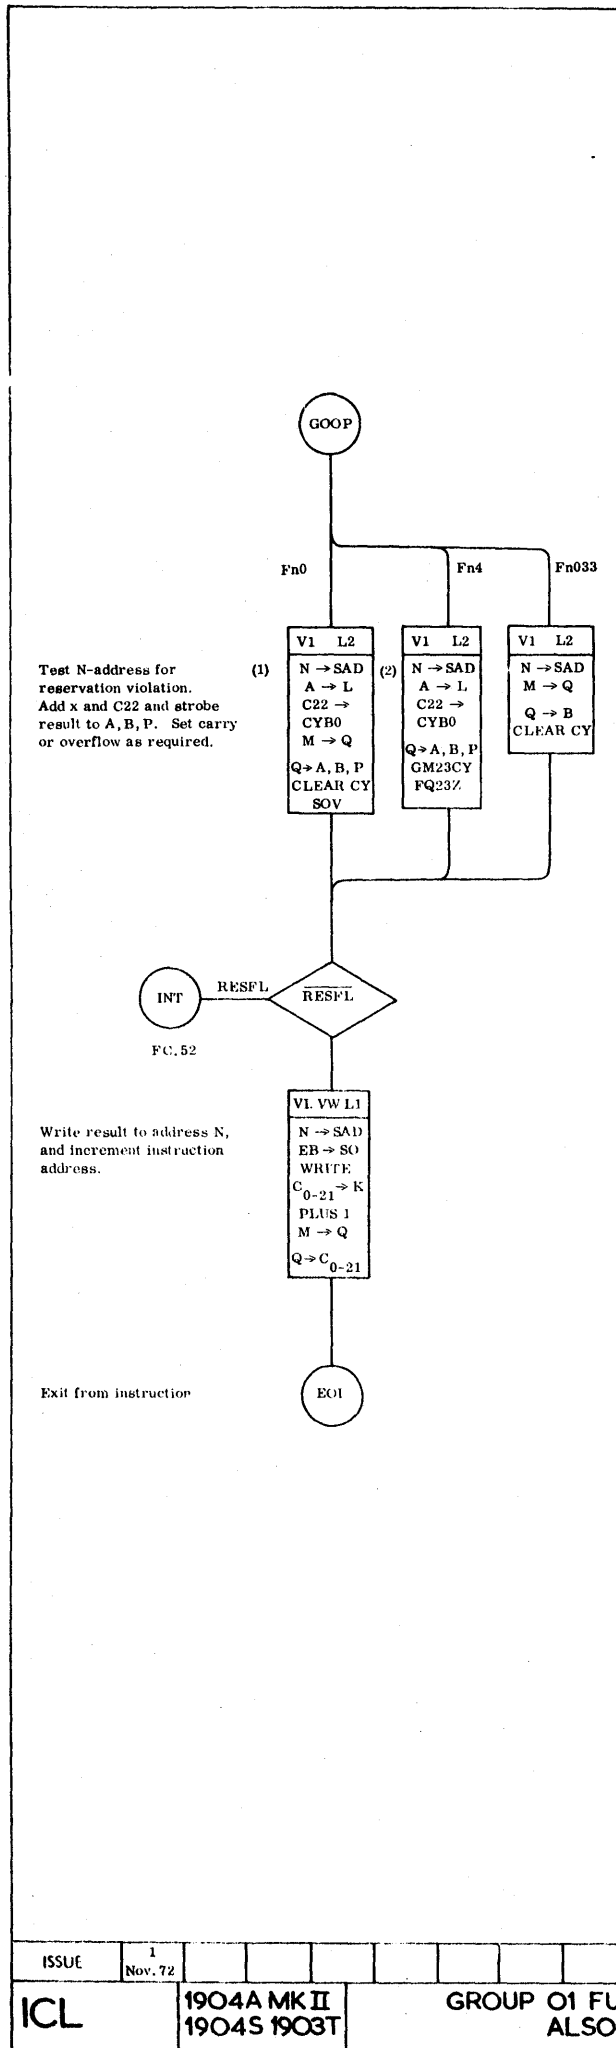 GOOP
Fn0
Fn4
Fn033
Test N-address for
reservation violation.
Add x and C22 and strobe
result to A, B, P. Set carry
or overflow as required.
(1)
V1 L2
N → SAD
A → L
C22 →
CYB0
M → Q
Q → A, B, P
CLEAR CY
SOV
(2)
V1 L2
N → SAD
A → L
C22 →
CYB0
Q → A, B, P
GM23CY
FQ23Z
V1 L2
N → SAD
M → Q
Q → B
CLEAR CY
INT
RESFL
RESFL
FC.52
Write result to address N,
and increment instruction
address.
V1. VW L1
N → SAD
EB → SO
WRITE
C0-21 → K
PLUS 1
M → Q
Q → C0-21
Exit from instruction
EOI
ISSUE
1
Nov. 72
ICL
1904A MK II
1904S 1903T
GROUP 01 FU
ALSO